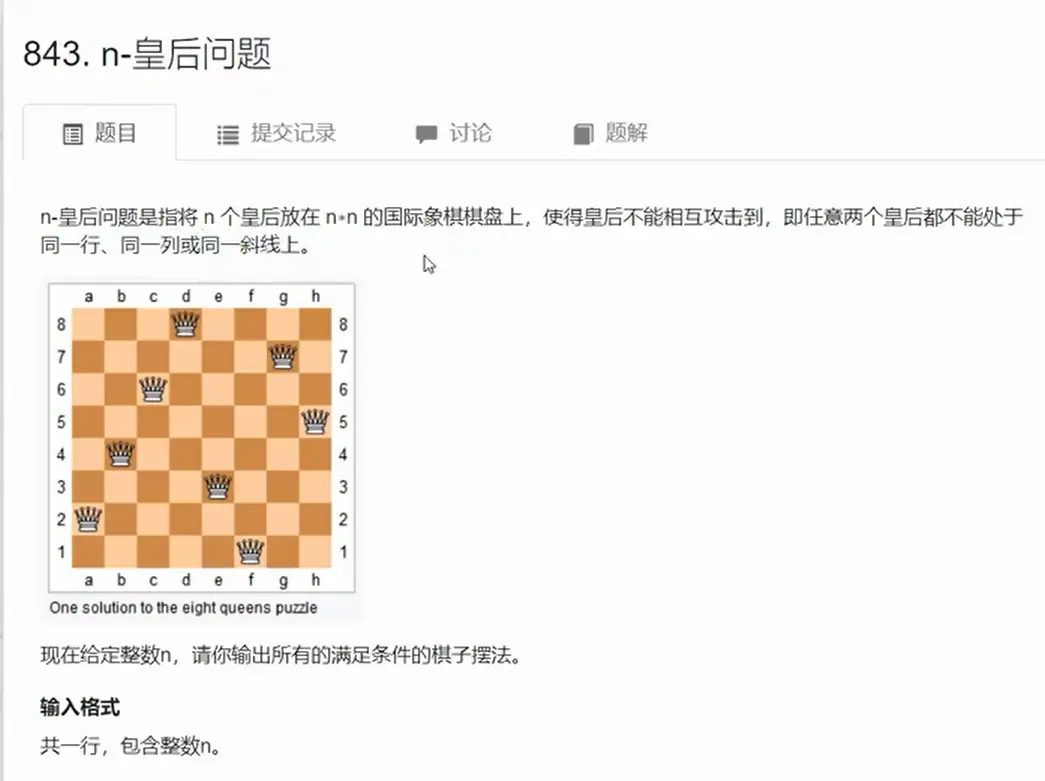 843. n-皇后问题
题目 提交记录 讨论 题解
n-皇后问题是指将 n 个皇后放在 n∗n 的国际象棋棋盘上，使得皇后不能相互攻击到，即任意两个皇后都不能处于
同一行、同一列或同一斜线上。
a b c d e f g h
8 8
7 7
6 6
5 5
4 4
3 3
2 2
1 1
a b c d e f g h
One solution to the eight queens puzzle
现在给定整数n，请你输出所有的满足条件的棋子摆法。
输入格式
共一行，包含整数n。